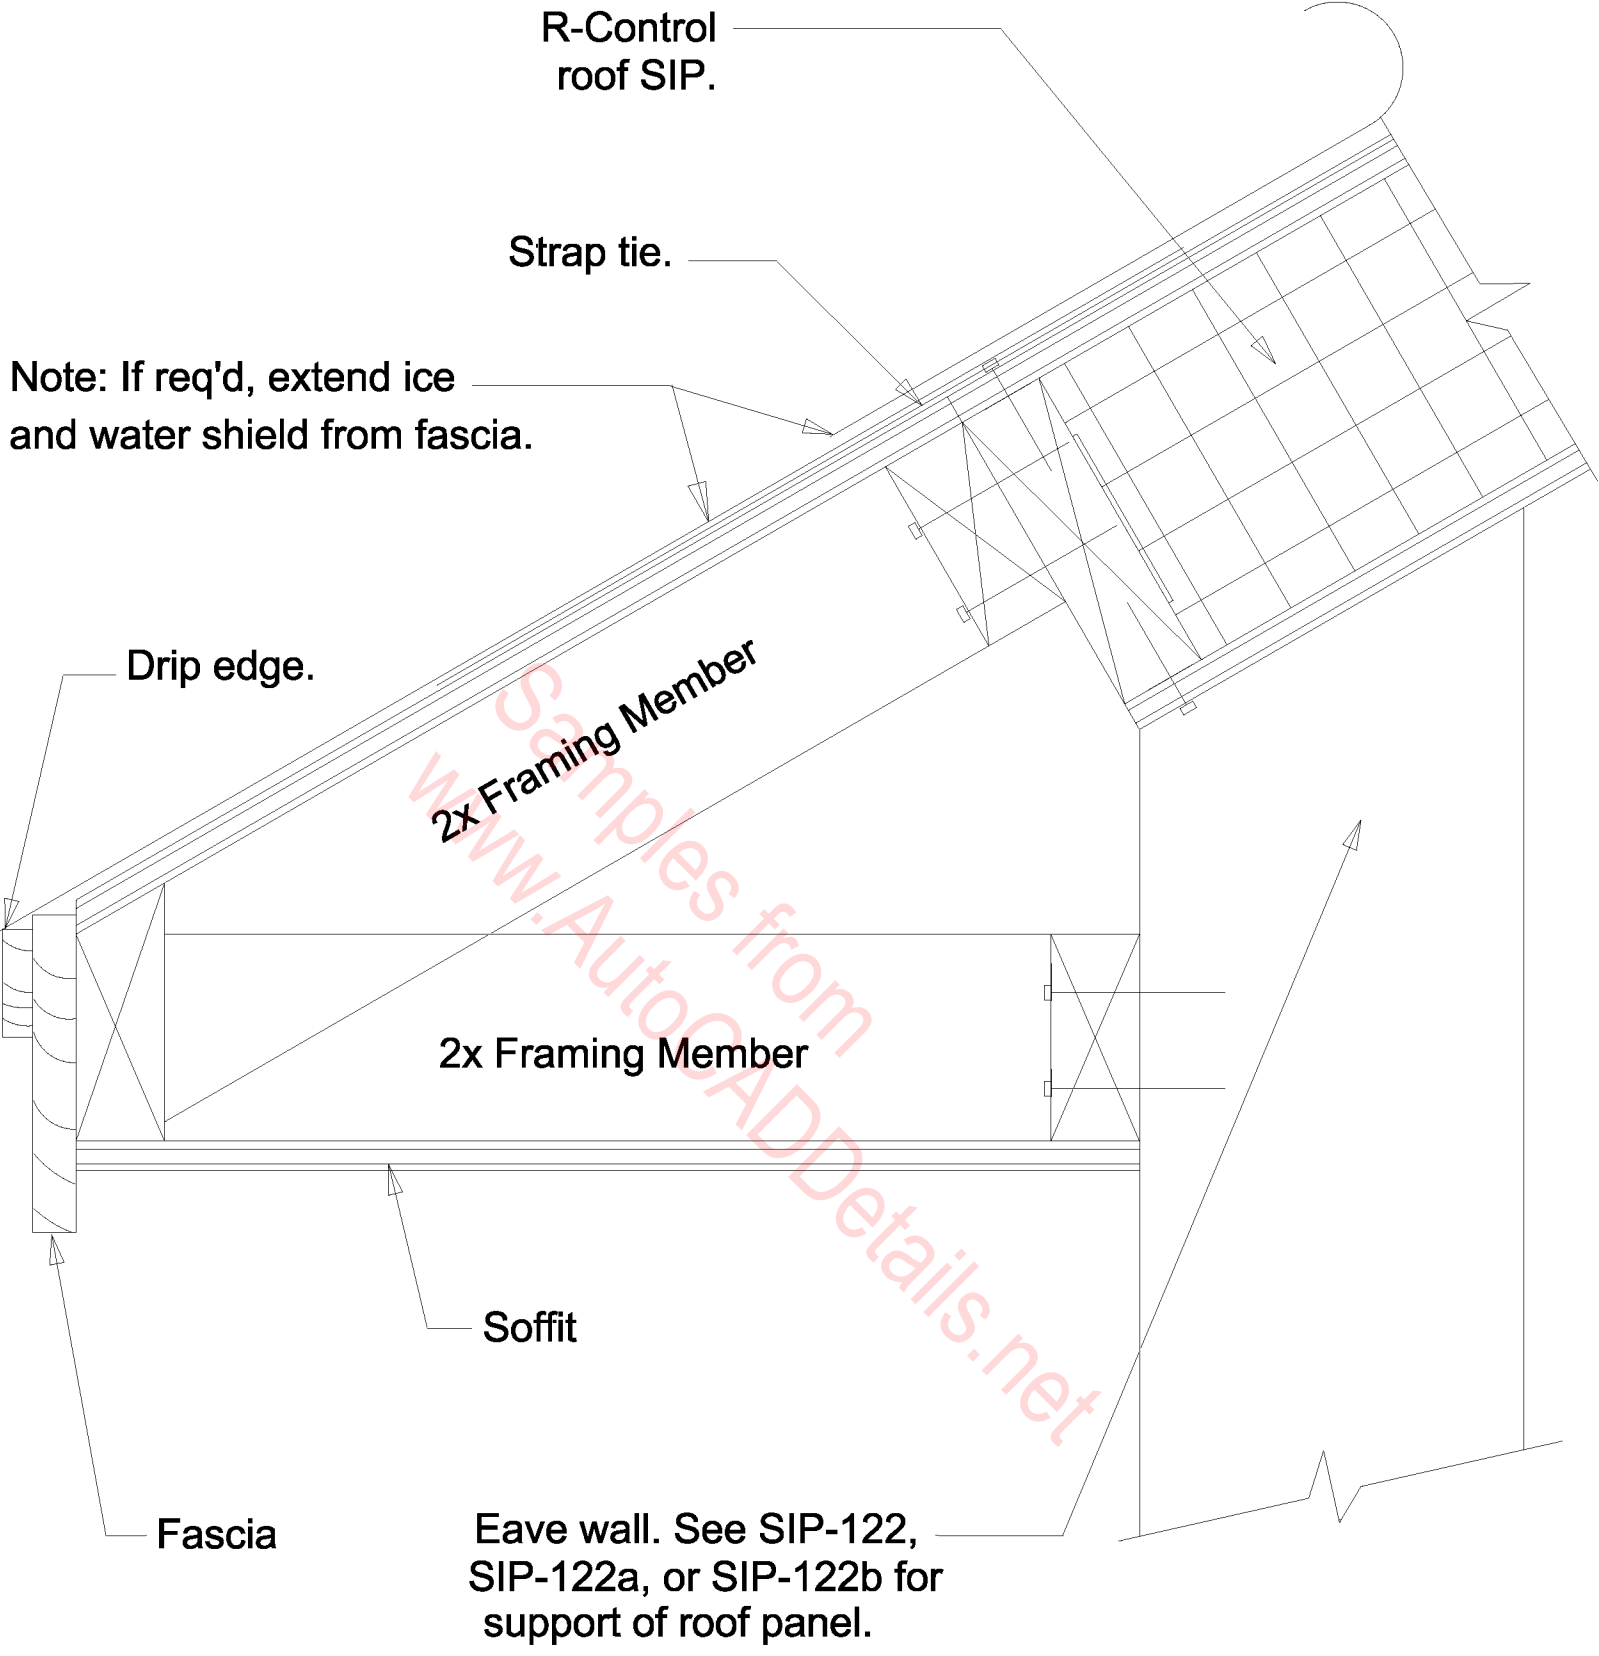 R-Control
roof SIP.
Strap tie.
Note: If req'd, extend ice
and water shield from fascia.
Drip edge.
2x Framing Member
Samples from
www.AutoCADDetails.net
2x Framing Member
Soffit
Fascia
Eave wall. See SIP-122,
SIP-122a, or SIP-122b for
support of roof panel.